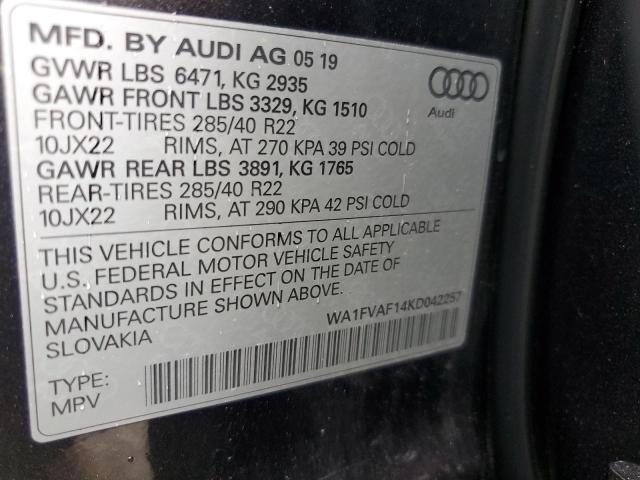 MFD. BY AUDI AG 05 19
GVWR LBS 6471, KG 2935
GAWR FRONT LBS 3329, KG 1510
FRONT-TIRES 285/40 R22
10JX22 RIMS, AT 270 KPA 39 PSI COLD
GAWR REAR LBS 3891, KG 1765
REAR-TIRES 285/40 R22
10JX22 RIMS, AT 290 KPA 42 PSI COLD
Audi
THIS VEHICLE CONFORMS TO ALL APPLICABLE
U.S. FEDERAL MOTOR VEHICLE SAFETY
STANDARDS IN EFFECT ON THE DATE OF
MANUFACTURE SHOWN ABOVE.
SLOVAKIA
WA1FVAF14KD042257
TYPE:
MPV